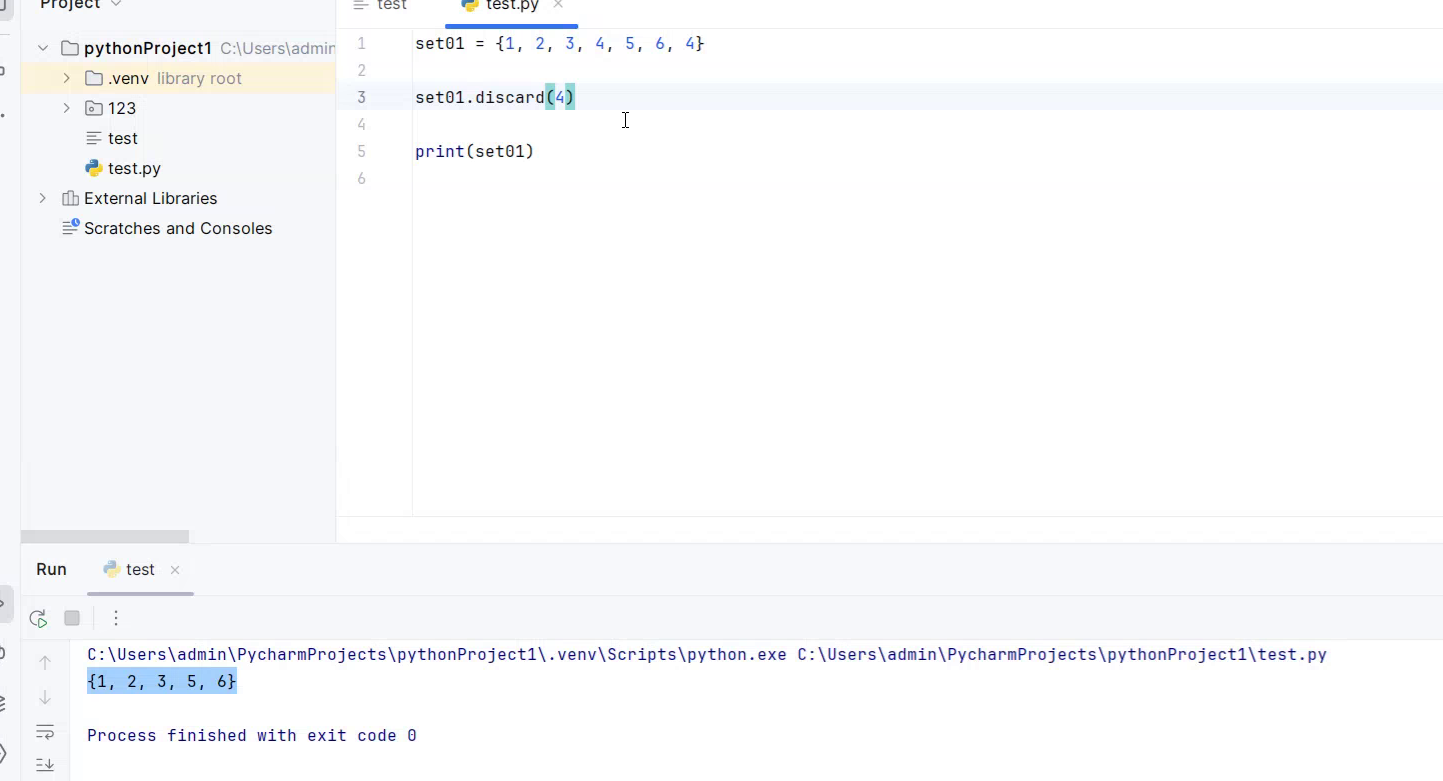 Project
test
test.py
pythonProject1 C:\Users\admin
.venv library root
123
test
test.py
External Libraries
Scratches and Consoles
1 set01 = {1, 2, 3, 4, 5, 6, 4}
2
3 set01.discard(4)
4
5 print(set01)
6
Run test
C:\Users\admin\PycharmProjects\pythonProject1\.venv\Scripts\python.exe C:\Users\admin\PycharmProjects\pythonProject1\test.py
{1, 2, 3, 5, 6}
Process finished with exit code 0